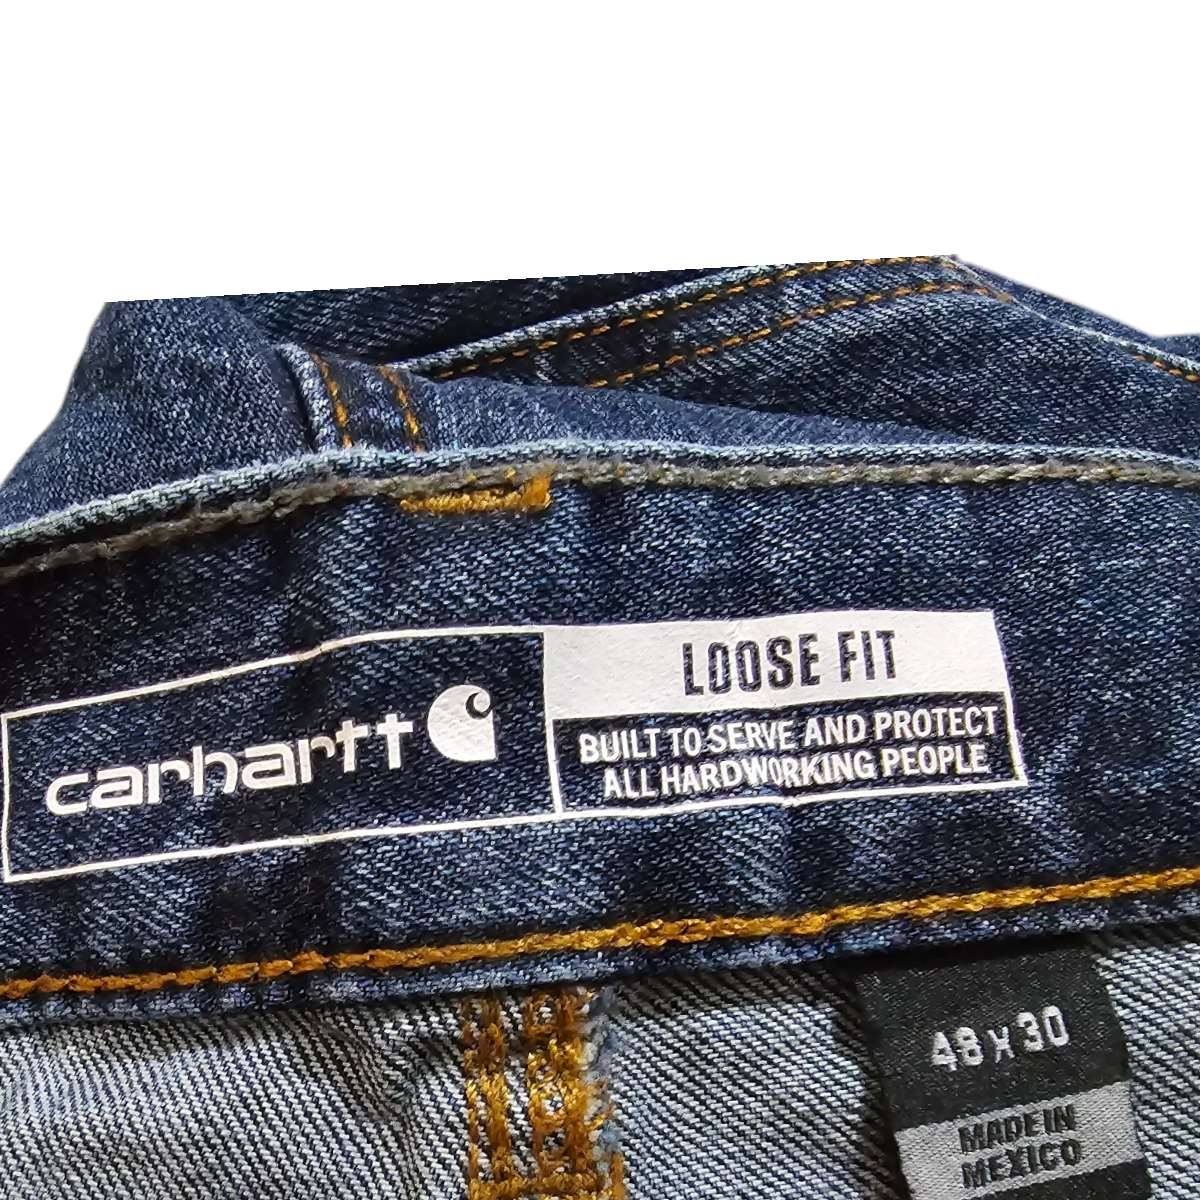 carhartt
LOOSE FIT
BUILT TO SERVE AND PROTECT
ALL HARDWORKING PEOPLE
48 x 30
MADE IN
MEXICO